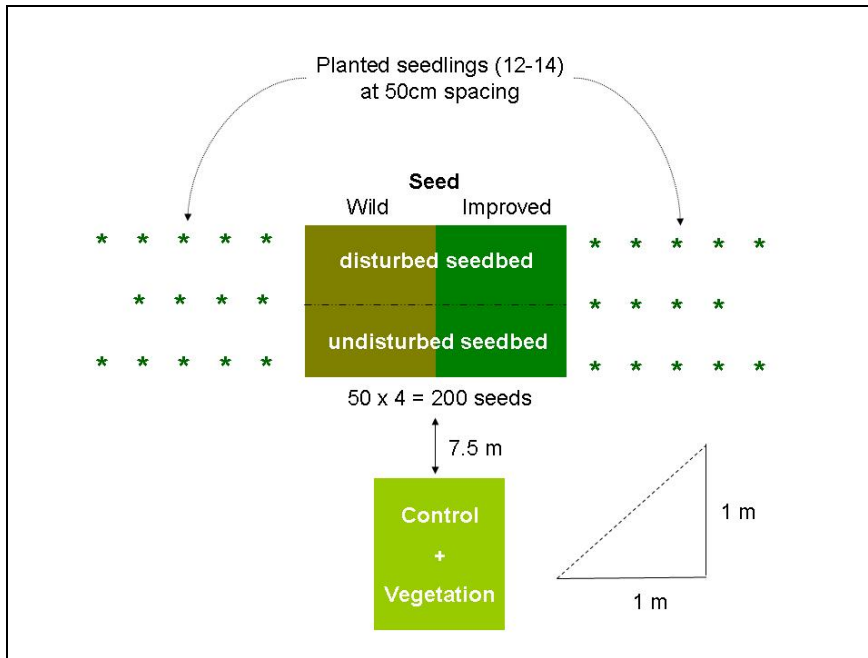 Planted seedlings (12-14)
at 50cm spacing
Seed
Wild Improved
* * * * * * * * * *
disturbed seedbed
* * * * * * * *
undisturbed seedbed
* * * * * * * * * *
50 x 4 = 200 seeds
7.5 m
Control
+
Vegetation
1 m
1 m